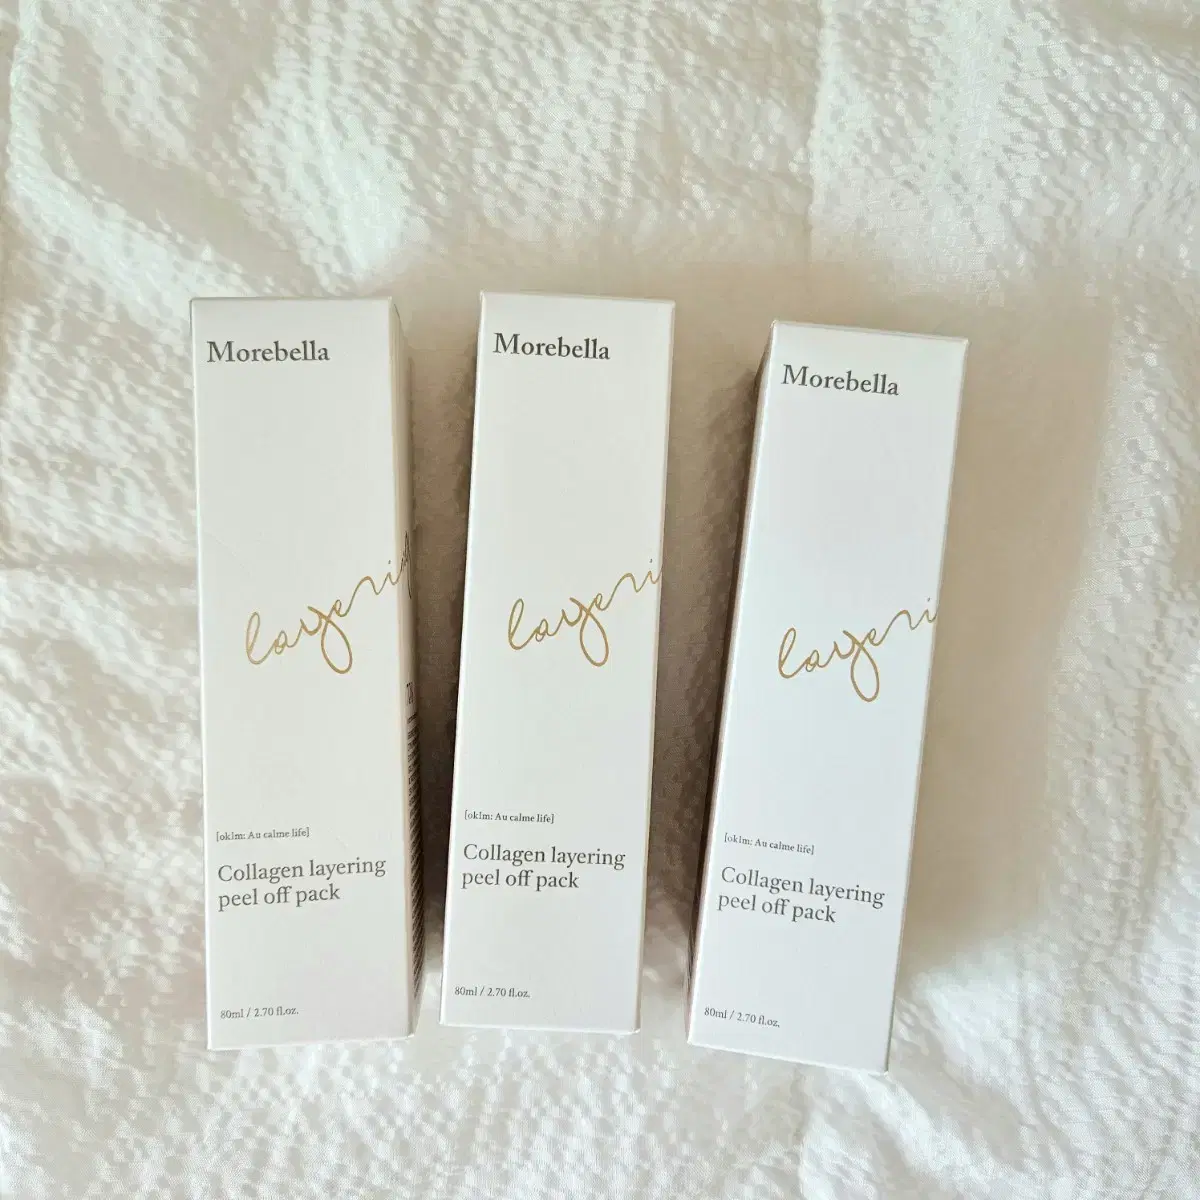 Morebella
layerin
[oklm: Au calme life]
Collagen layering
peel off pack
80ml / 2.70 fl.oz.
Morebella
layeri
[oklm: Au calme life]
Collagen layering
peel off pack
80ml / 2.70 fl.oz.
Morebella
layeri
[oklm: Au calme life]
Collagen layering
peel off pack
80ml / 2.70 fl.oz.